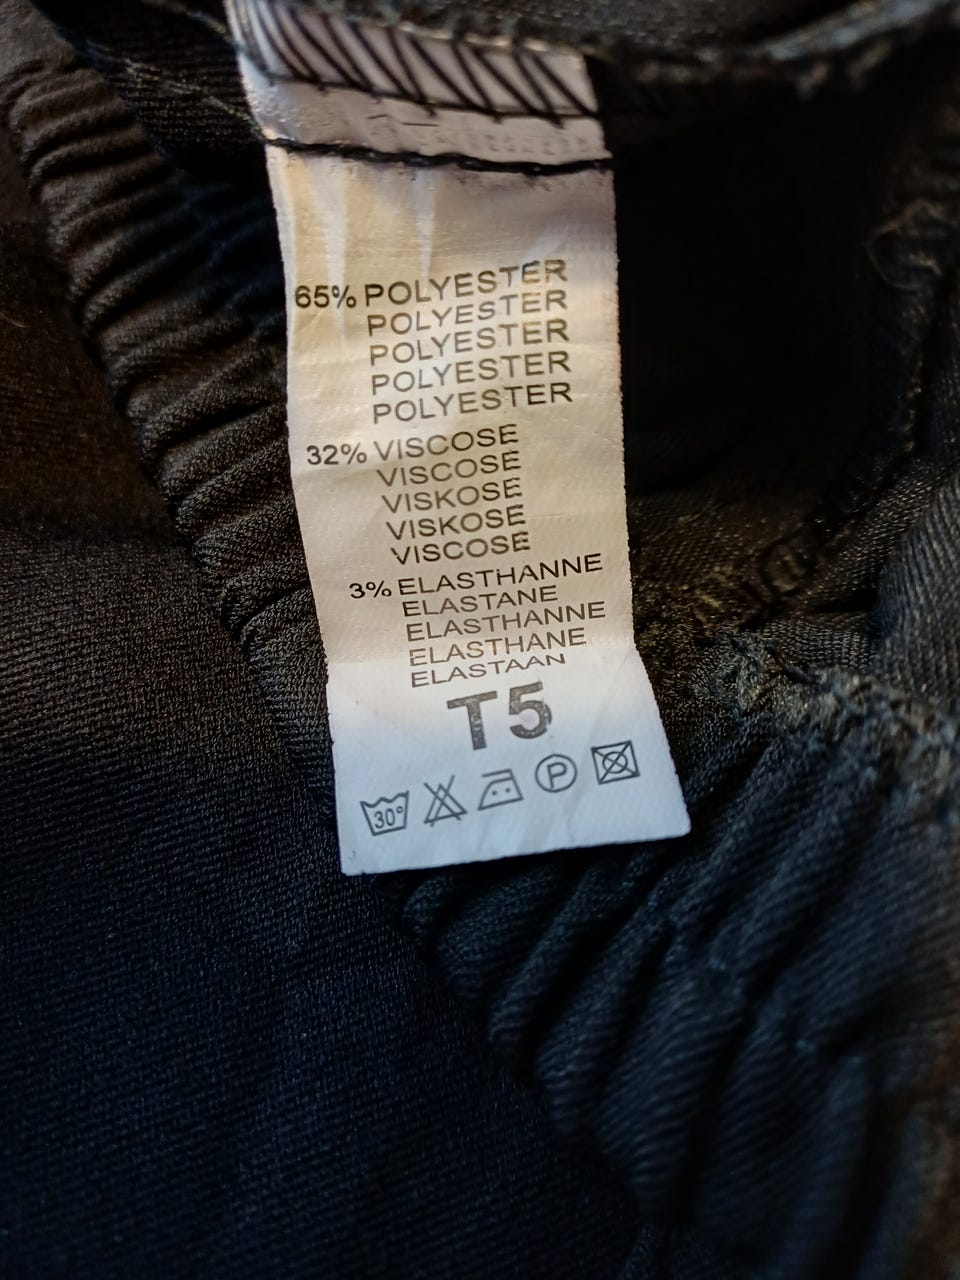 65% POLYESTER
POLYESTER
POLYESTER
POLYESTER
POLYESTER
32% VISCOSE
VISCOSE
VISKOSE
VISKOSE
VISCOSE
3% ELASTHANNE
ELASTANE
ELASTHANNE
ELASTHANE
ELASTAAN
T5
30° P